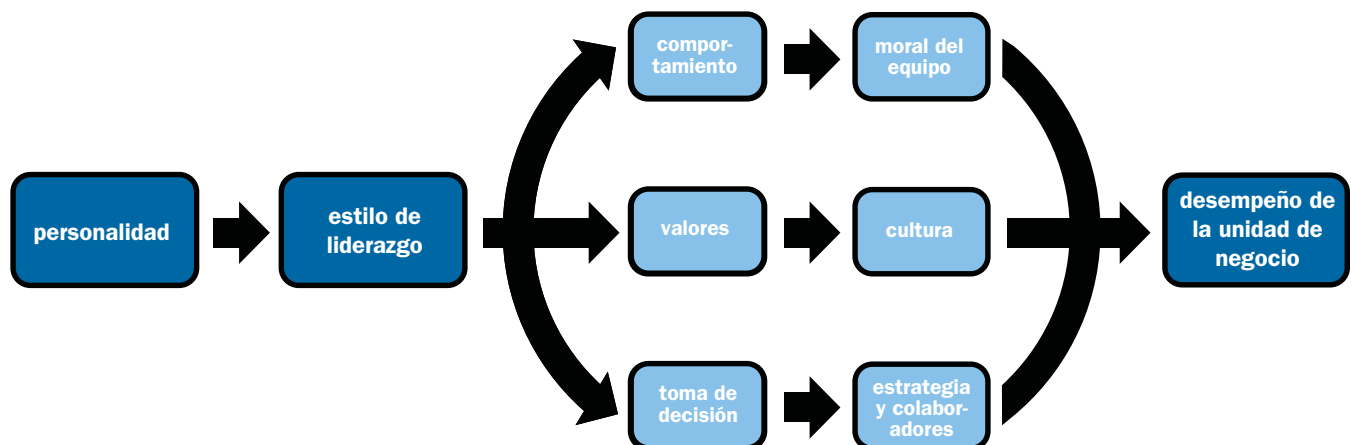 personalidad
estilo de
liderazgo
compor-
tamiento
moral del
equipo
valores
cultura
toma de
decisión
estrategia
y colabor-
adores
desempeño de
la unidad de
negocio